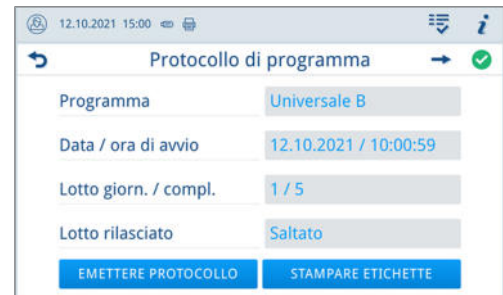 12.10.2021 15:00
Protocollo di programma
Programma Universale B
Data / ora di avvio 12.10.2021 / 10:00:59
Lotto giorn. / compl. 1 / 5
Lotto rilasciato Saltato
EMETTERE PROTOCOLLO STAMPARE ETICHETTE